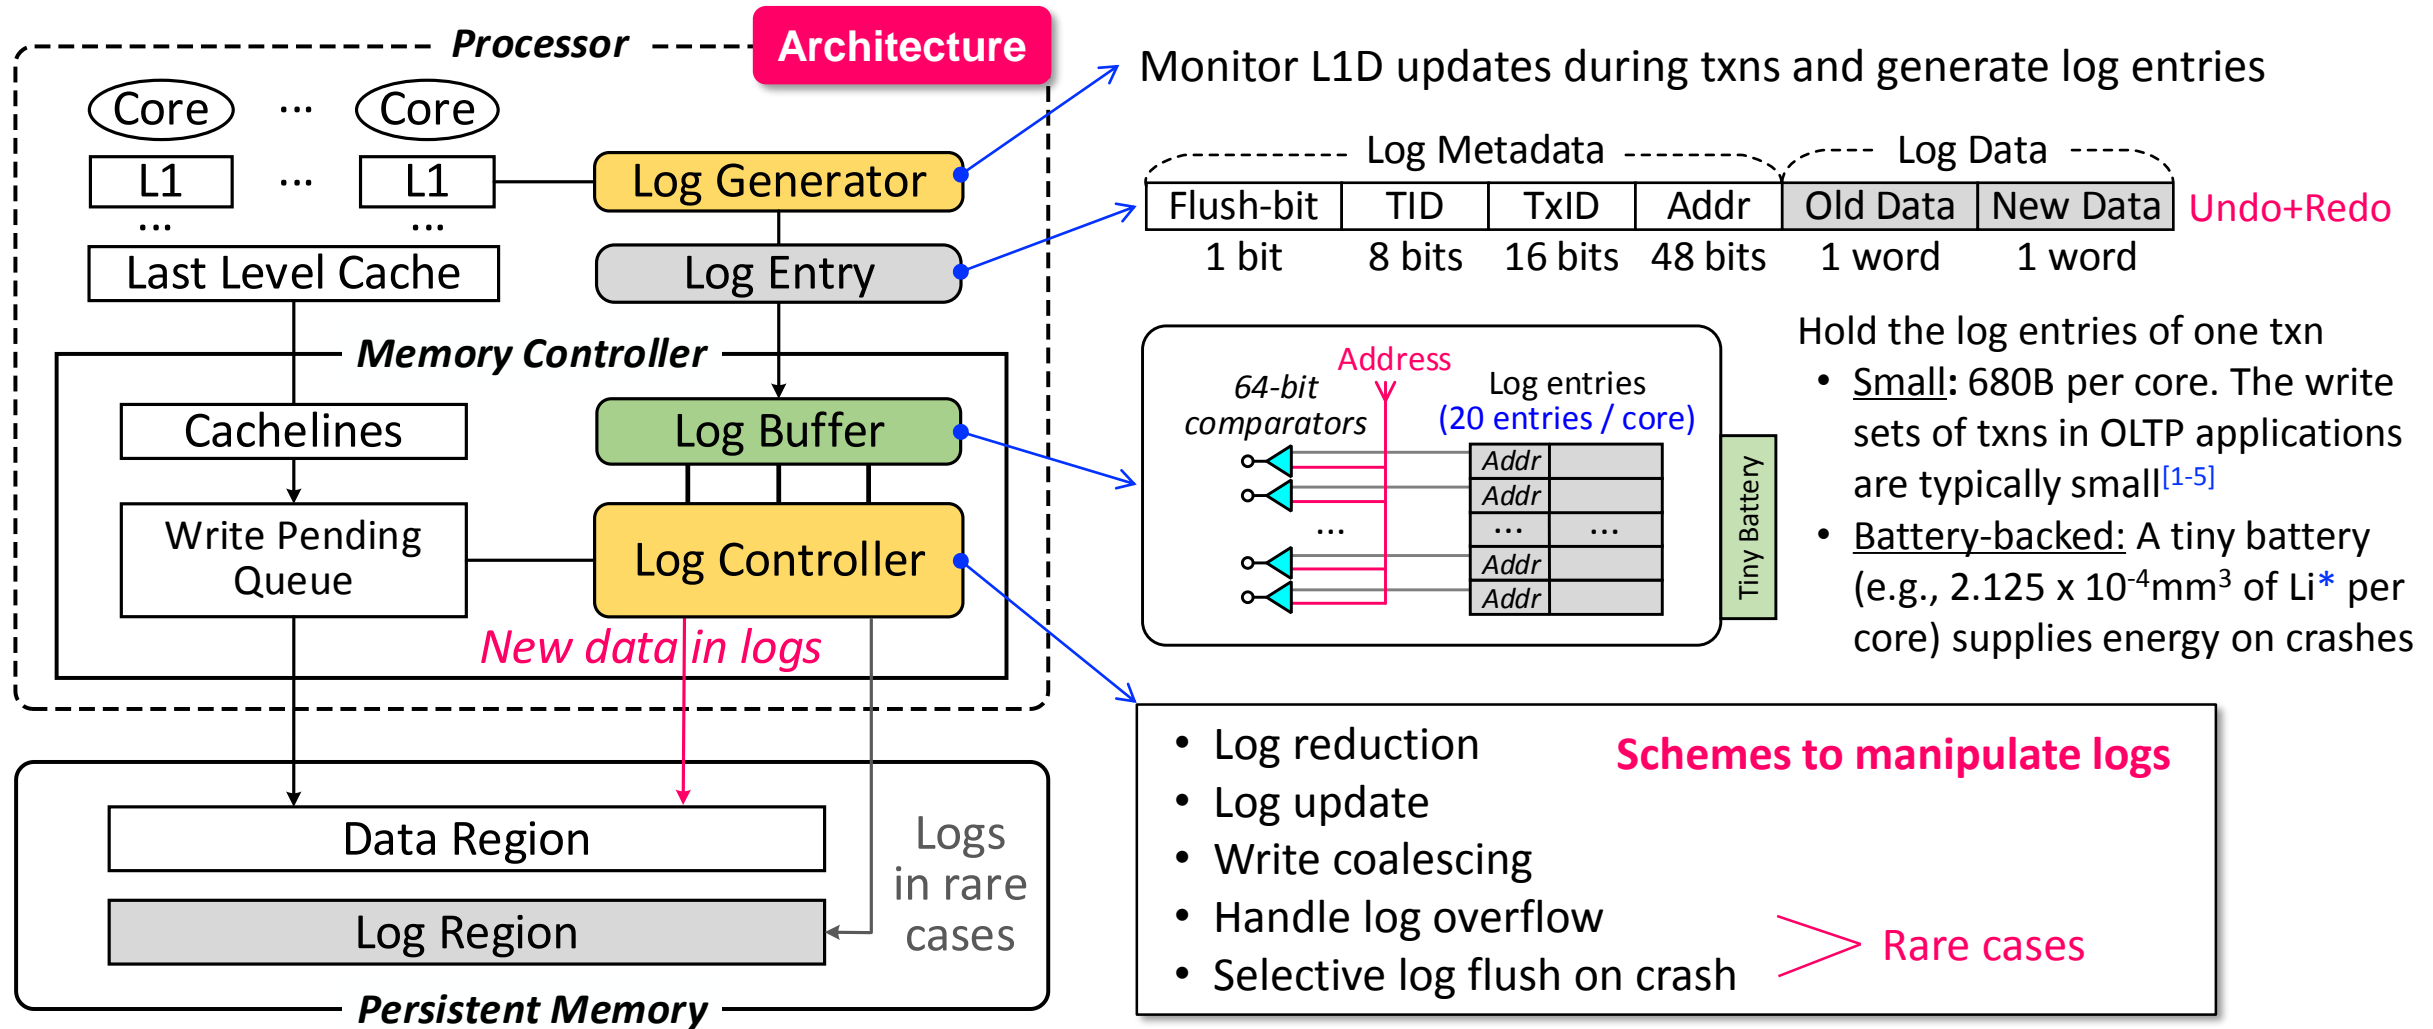 Processor
Architecture
Core ... Core
L1 ... L1
... ...
Last Level Cache
Log Generator
Log Entry
Memory Controller
Cachelines
Log Buffer
Write Pending
Queue
Log Controller
New data in logs
Data Region
Log Region
Logs
in rare
cases
Persistent Memory
Monitor L1D updates during txns and generate log entries
Log Metadata Log Data
Flush-bit TID TxID Addr Old Data New Data Undo+Redo
1 bit 8 bits 16 bits 48 bits 1 word 1 word
Address
64-bit
comparators
Log entries
(20 entries / core)
Addr
Addr
... ... ...
Addr
Addr
Tiny Battery
Hold the log entries of one txn
• Small: 680B per core. The write
sets of txns in OLTP applications
are typically small[1-5]
• Battery-backed: A tiny battery
(e.g., 2.125 x 10⁻⁴mm³ of Li* per
core) supplies energy on crashes
Schemes to manipulate logs
• Log reduction
• Log update
• Write coalescing
• Handle log overflow
• Selective log flush on crash
Rare cases